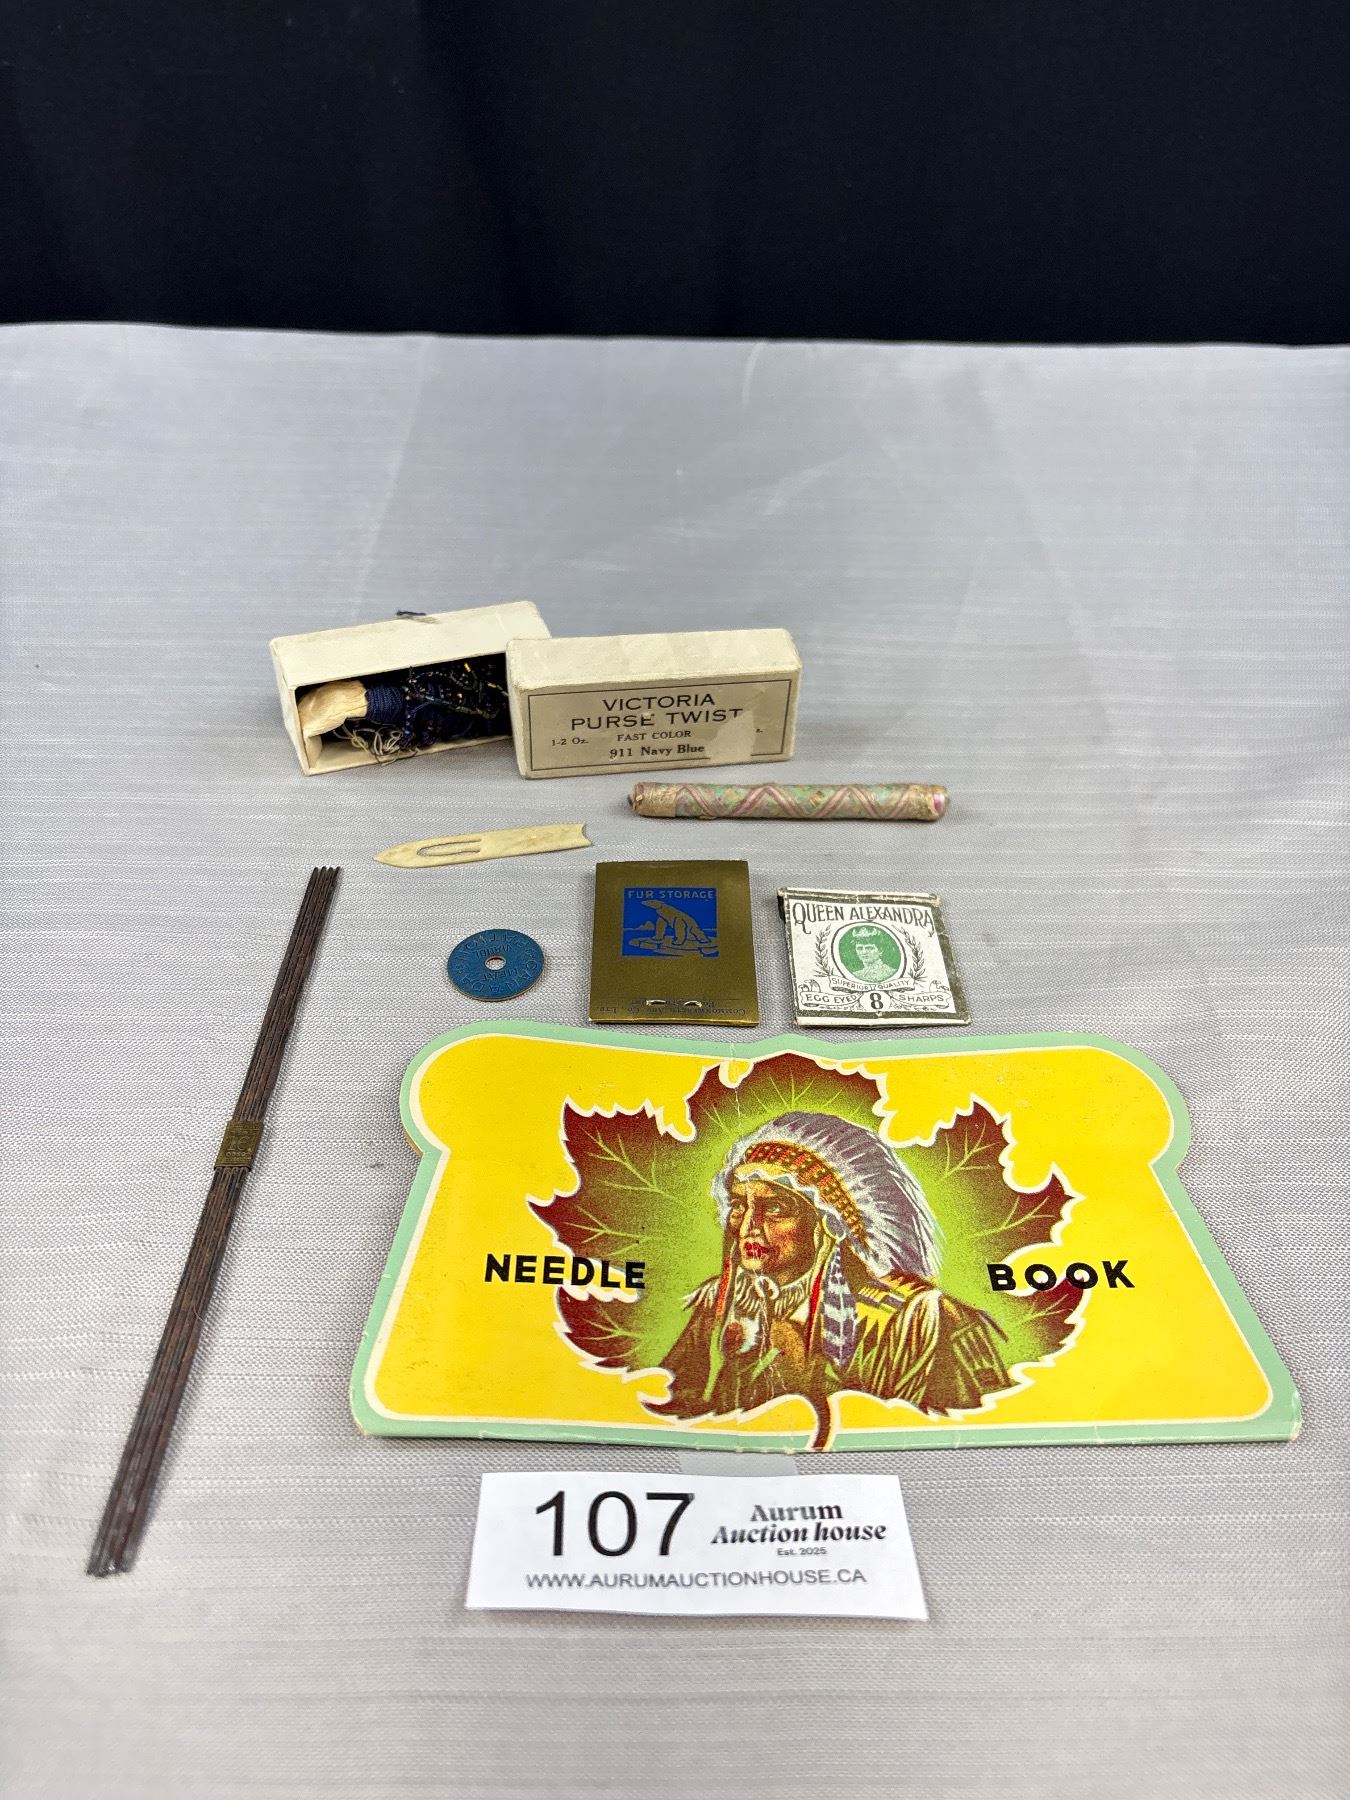 VICTORIA
PURSE TWIST
1-2 Oz. FAST COLOR
911 Navy Blue
FUR STORAGE
QUEEN ALEXANDRA
SUPERIOR QUALITY
EGG EYED 8 SHARPS
NEEDLE BOOK
107
Aurum
Auction house
Est. 2025
WWW.AURUMAUCTIONHOUSE.CA